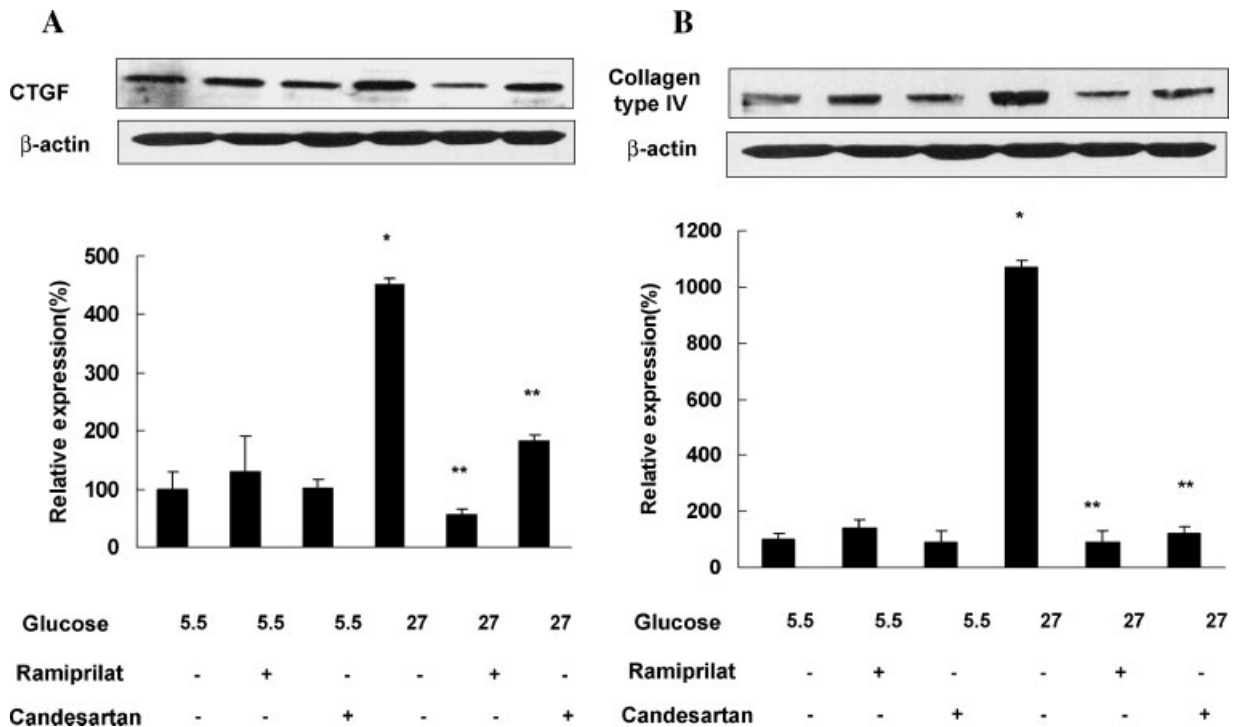 A
CTGF
β-actin
*
**
**
500
400
300
200
100
0
Relative expression(%)
Glucose 5.5 5.5 5.5 27 27 27
Ramiprilat - + - - + -
Candesartan - - + - - +
B
Collagen
type IV
β-actin
*
**
**
1200
1000
800
600
400
200
0
Relative expression(%)
Glucose 5.5 5.5 5.5 27 27 27
Ramiprilat - + - - + -
Candesartan - - + - - +